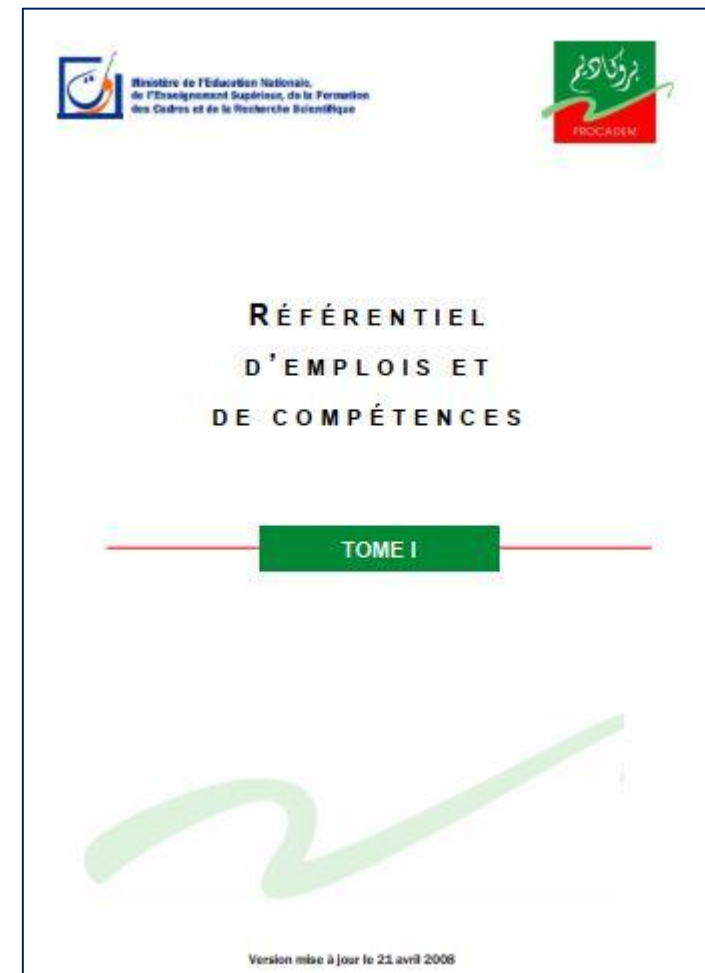 Ministère de l'Education Nationale,
de l'Enseignement Supérieur, de la Formation
des Cadres et de la Recherche Scientifique
بروكاديم
PROCADEM
RÉFÉRENTIEL
D'EMPLOIS ET
DE COMPÉTENCES
TOME I
Version mise à jour le 21 avril 2008